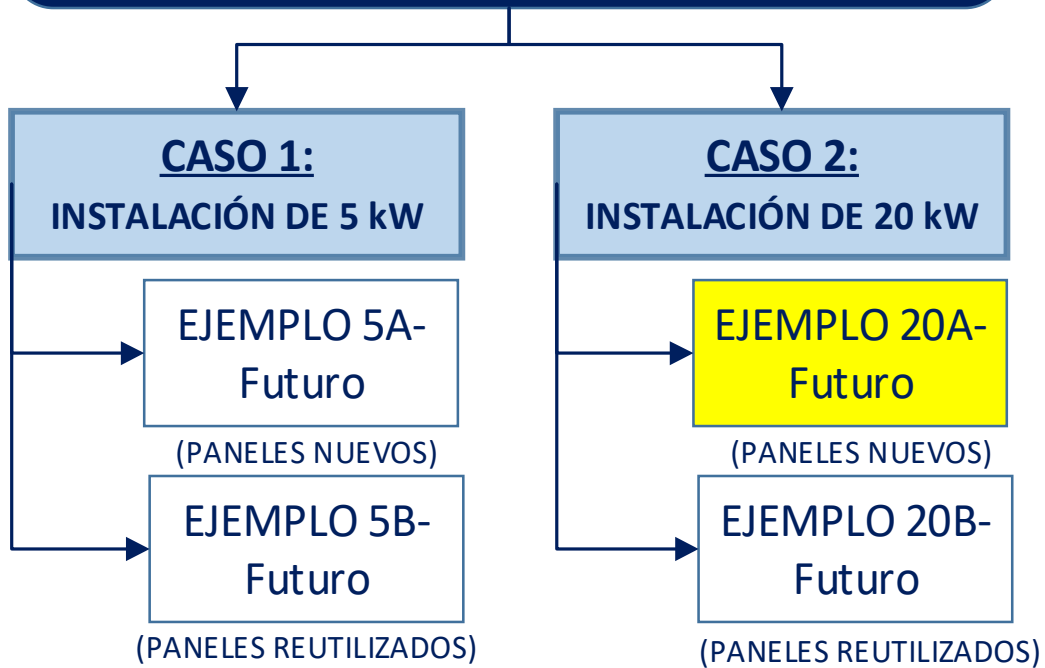 CASO 1:
INSTALACIÓN DE 5 kW
EJEMPLO 5A-
Futuro
(PANELES NUEVOS)
EJEMPLO 5B-
Futuro
(PANELES REUTILIZADOS)
CASO 2:
INSTALACIÓN DE 20 kW
EJEMPLO 20A-
Futuro
(PANELES NUEVOS)
EJEMPLO 20B-
Futuro
(PANELES REUTILIZADOS)